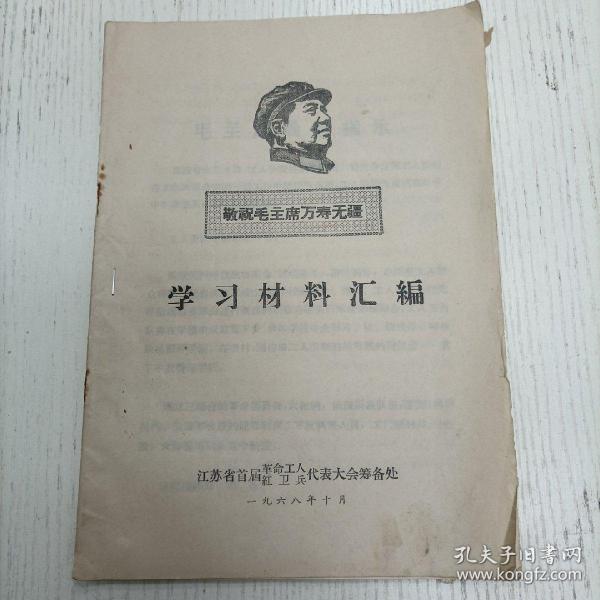 敬祝毛主席万寿无疆
学习材料汇編
江苏省首届革命工人紅卫兵代表大会筹备处
一九六八年十月
孔夫子旧书网
www.kongfz.com